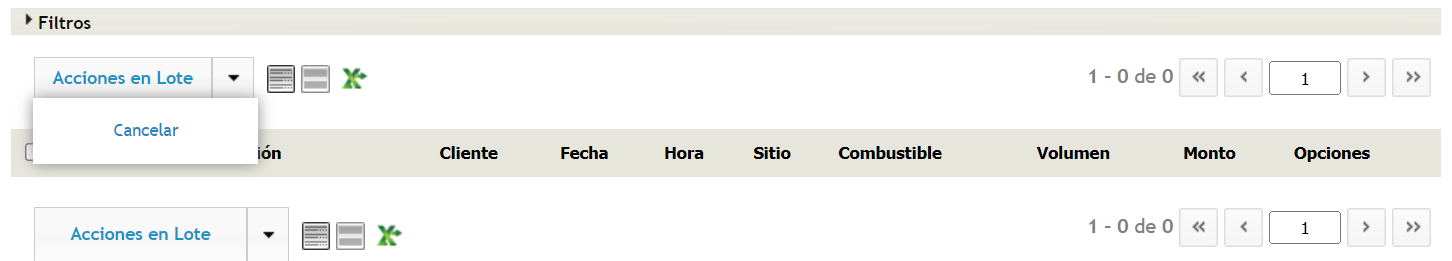 Filtros
Acciones en Lote
1 - 0 de 0 « ‹ 1 › »
Cancelar
ión Cliente Fecha Hora Sitio Combustible Volumen Monto Opciones
Acciones en Lote
1 - 0 de 0 « ‹ 1 › »